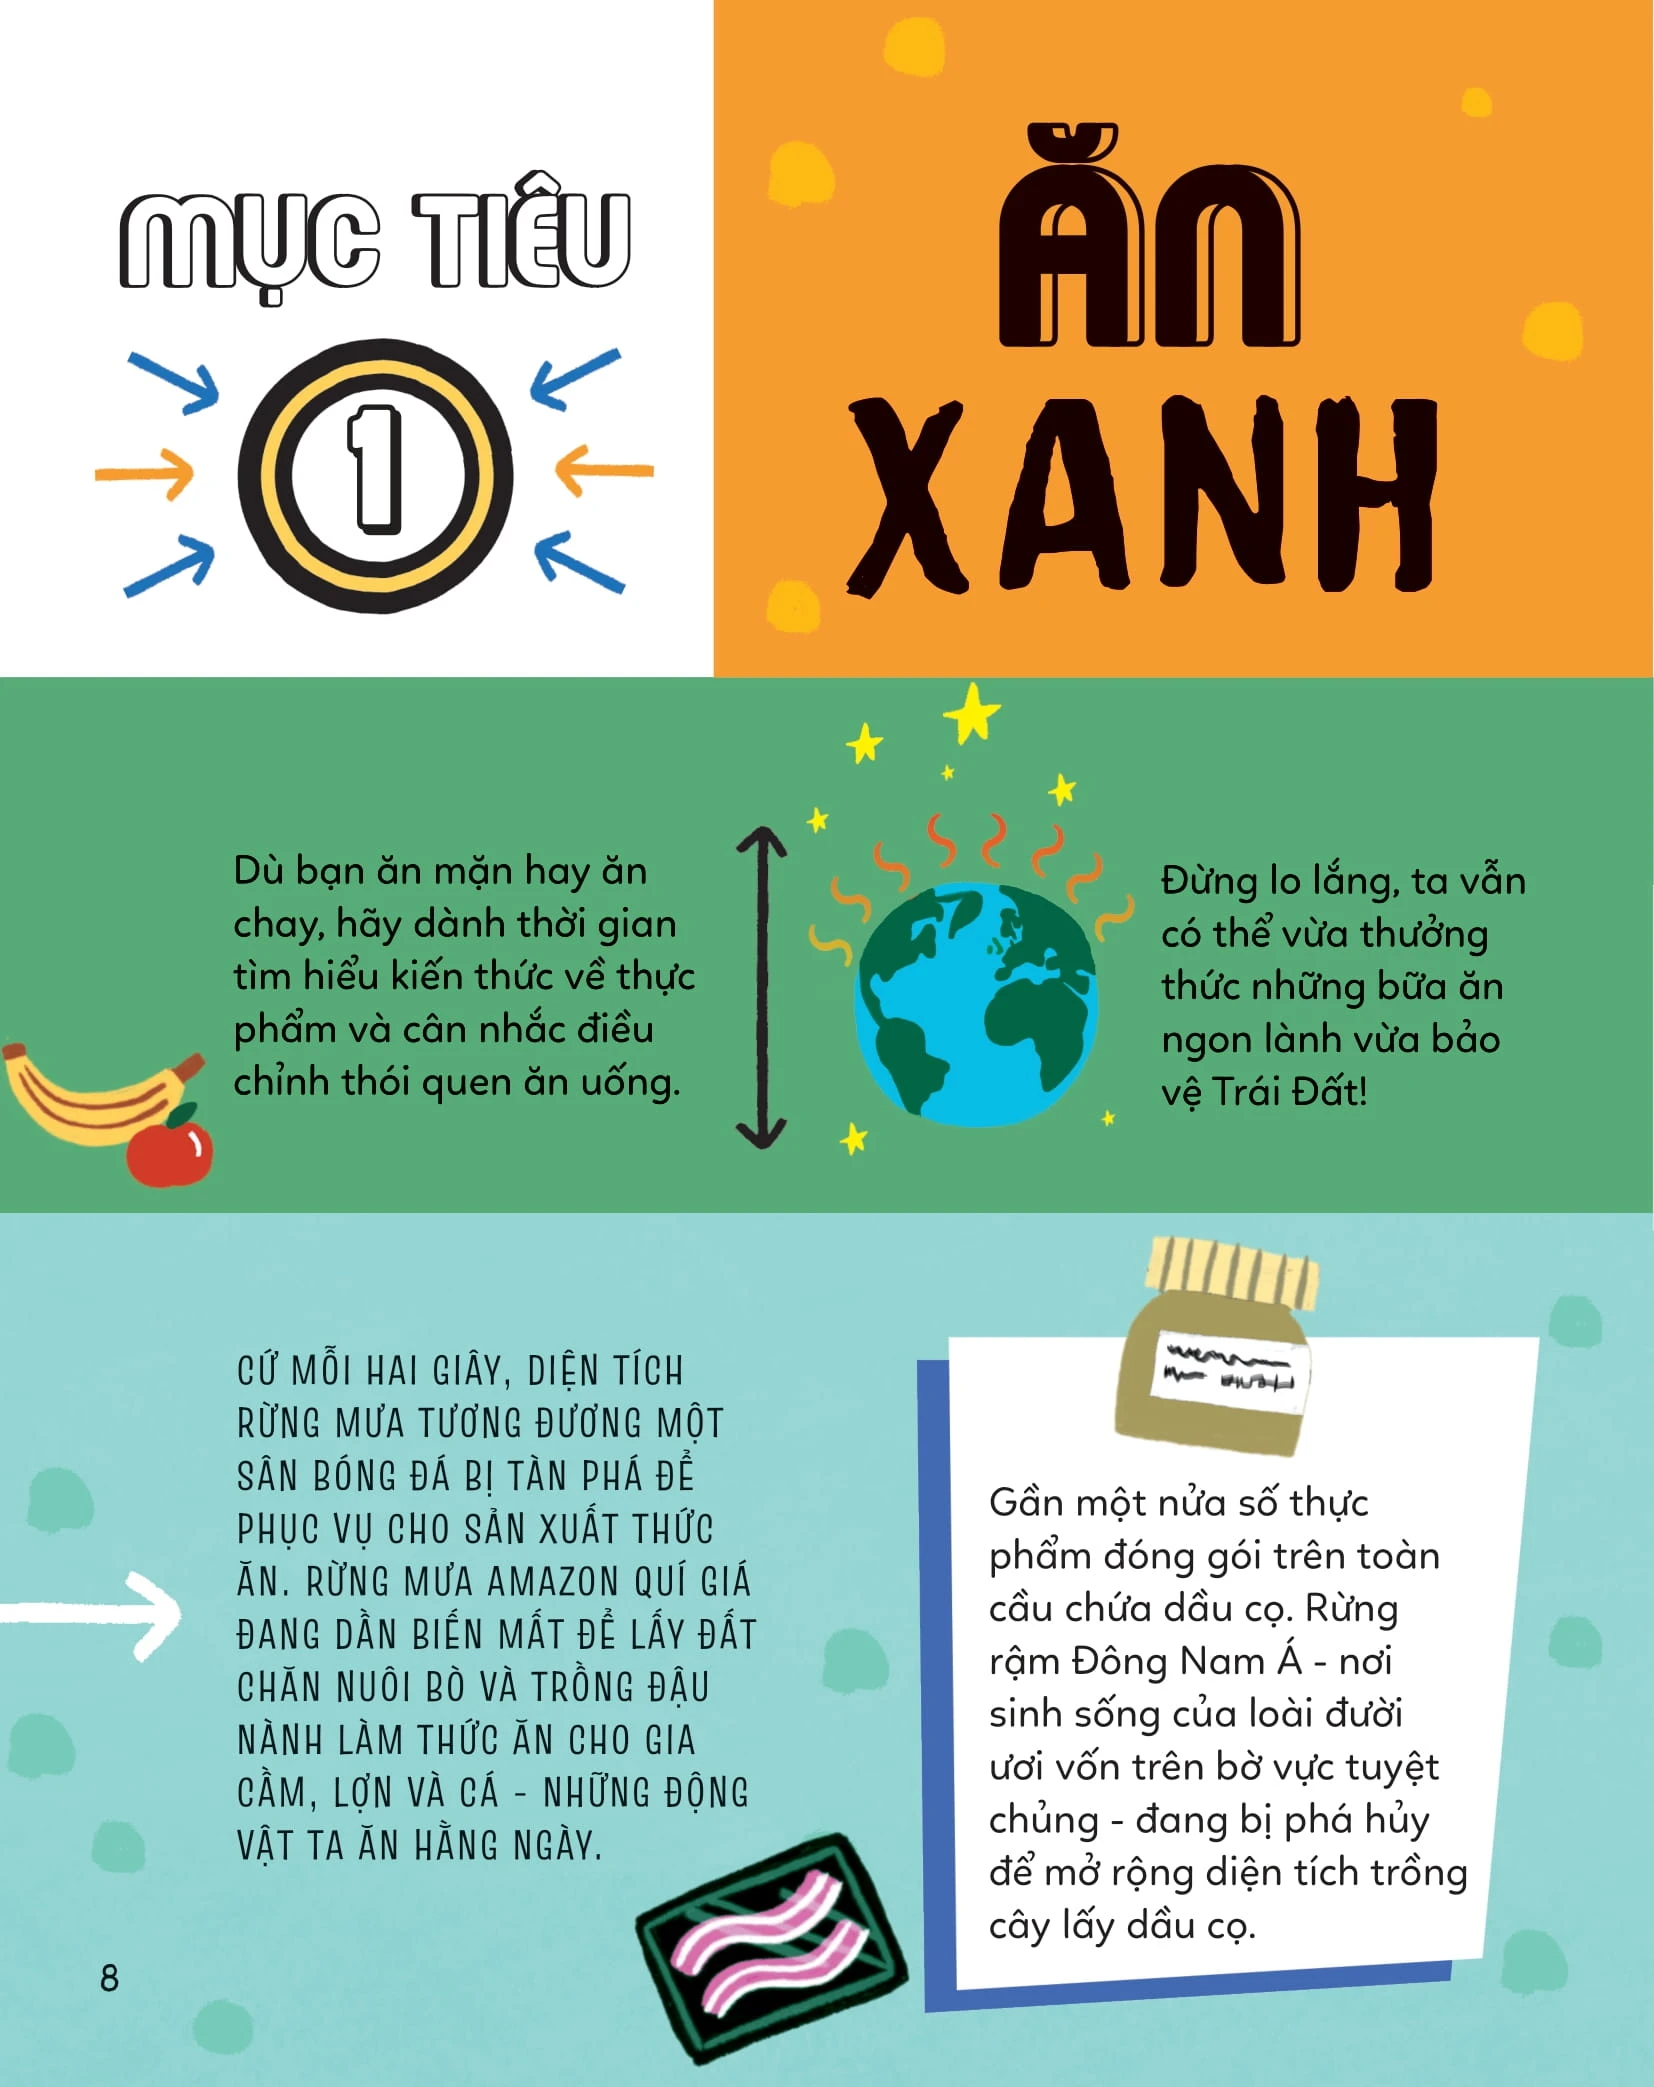 MỤC TIÊU
1
ĂN
XANH
Dù bạn ăn mặn hay ăn
chay, hãy dành thời gian
tìm hiểu kiến thức về thực
phẩm và cân nhắc điều
chỉnh thói quen ăn uống.
Đừng lo lắng, ta vẫn
có thể vừa thưởng
thức những bữa ăn
ngon lành vừa bảo
vệ Trái Đất!
CỨ MỖI HAI GIÂY, DIỆN TÍCH
RỪNG MƯA TƯƠNG ĐƯƠNG MỘT
SÂN BÓNG ĐÁ BỊ TÀN PHÁ ĐỂ
PHỤC VỤ CHO SẢN XUẤT THỨC
ĂN. RỪNG MƯA AMAZON QUÍ GIÁ
ĐANG DẦN BIẾN MẤT ĐỂ LẤY ĐẤT
CHĂN NUÔI BÒ VÀ TRỒNG ĐẬU
NÀNH LÀM THỨC ĂN CHO GIA
CẦM, LỢN VÀ CÁ - NHỮNG ĐỘNG
VẬT TA ĂN HẰNG NGÀY.
Gần một nửa số thực
phẩm đóng gói trên toàn
cầu chứa dầu cọ. Rừng
rậm Đông Nam Á - nơi
sinh sống của loài đười
ươi vốn trên bờ vực tuyệt
chủng - đang bị phá hủy
để mở rộng diện tích trồng
cây lấy dầu cọ.
8